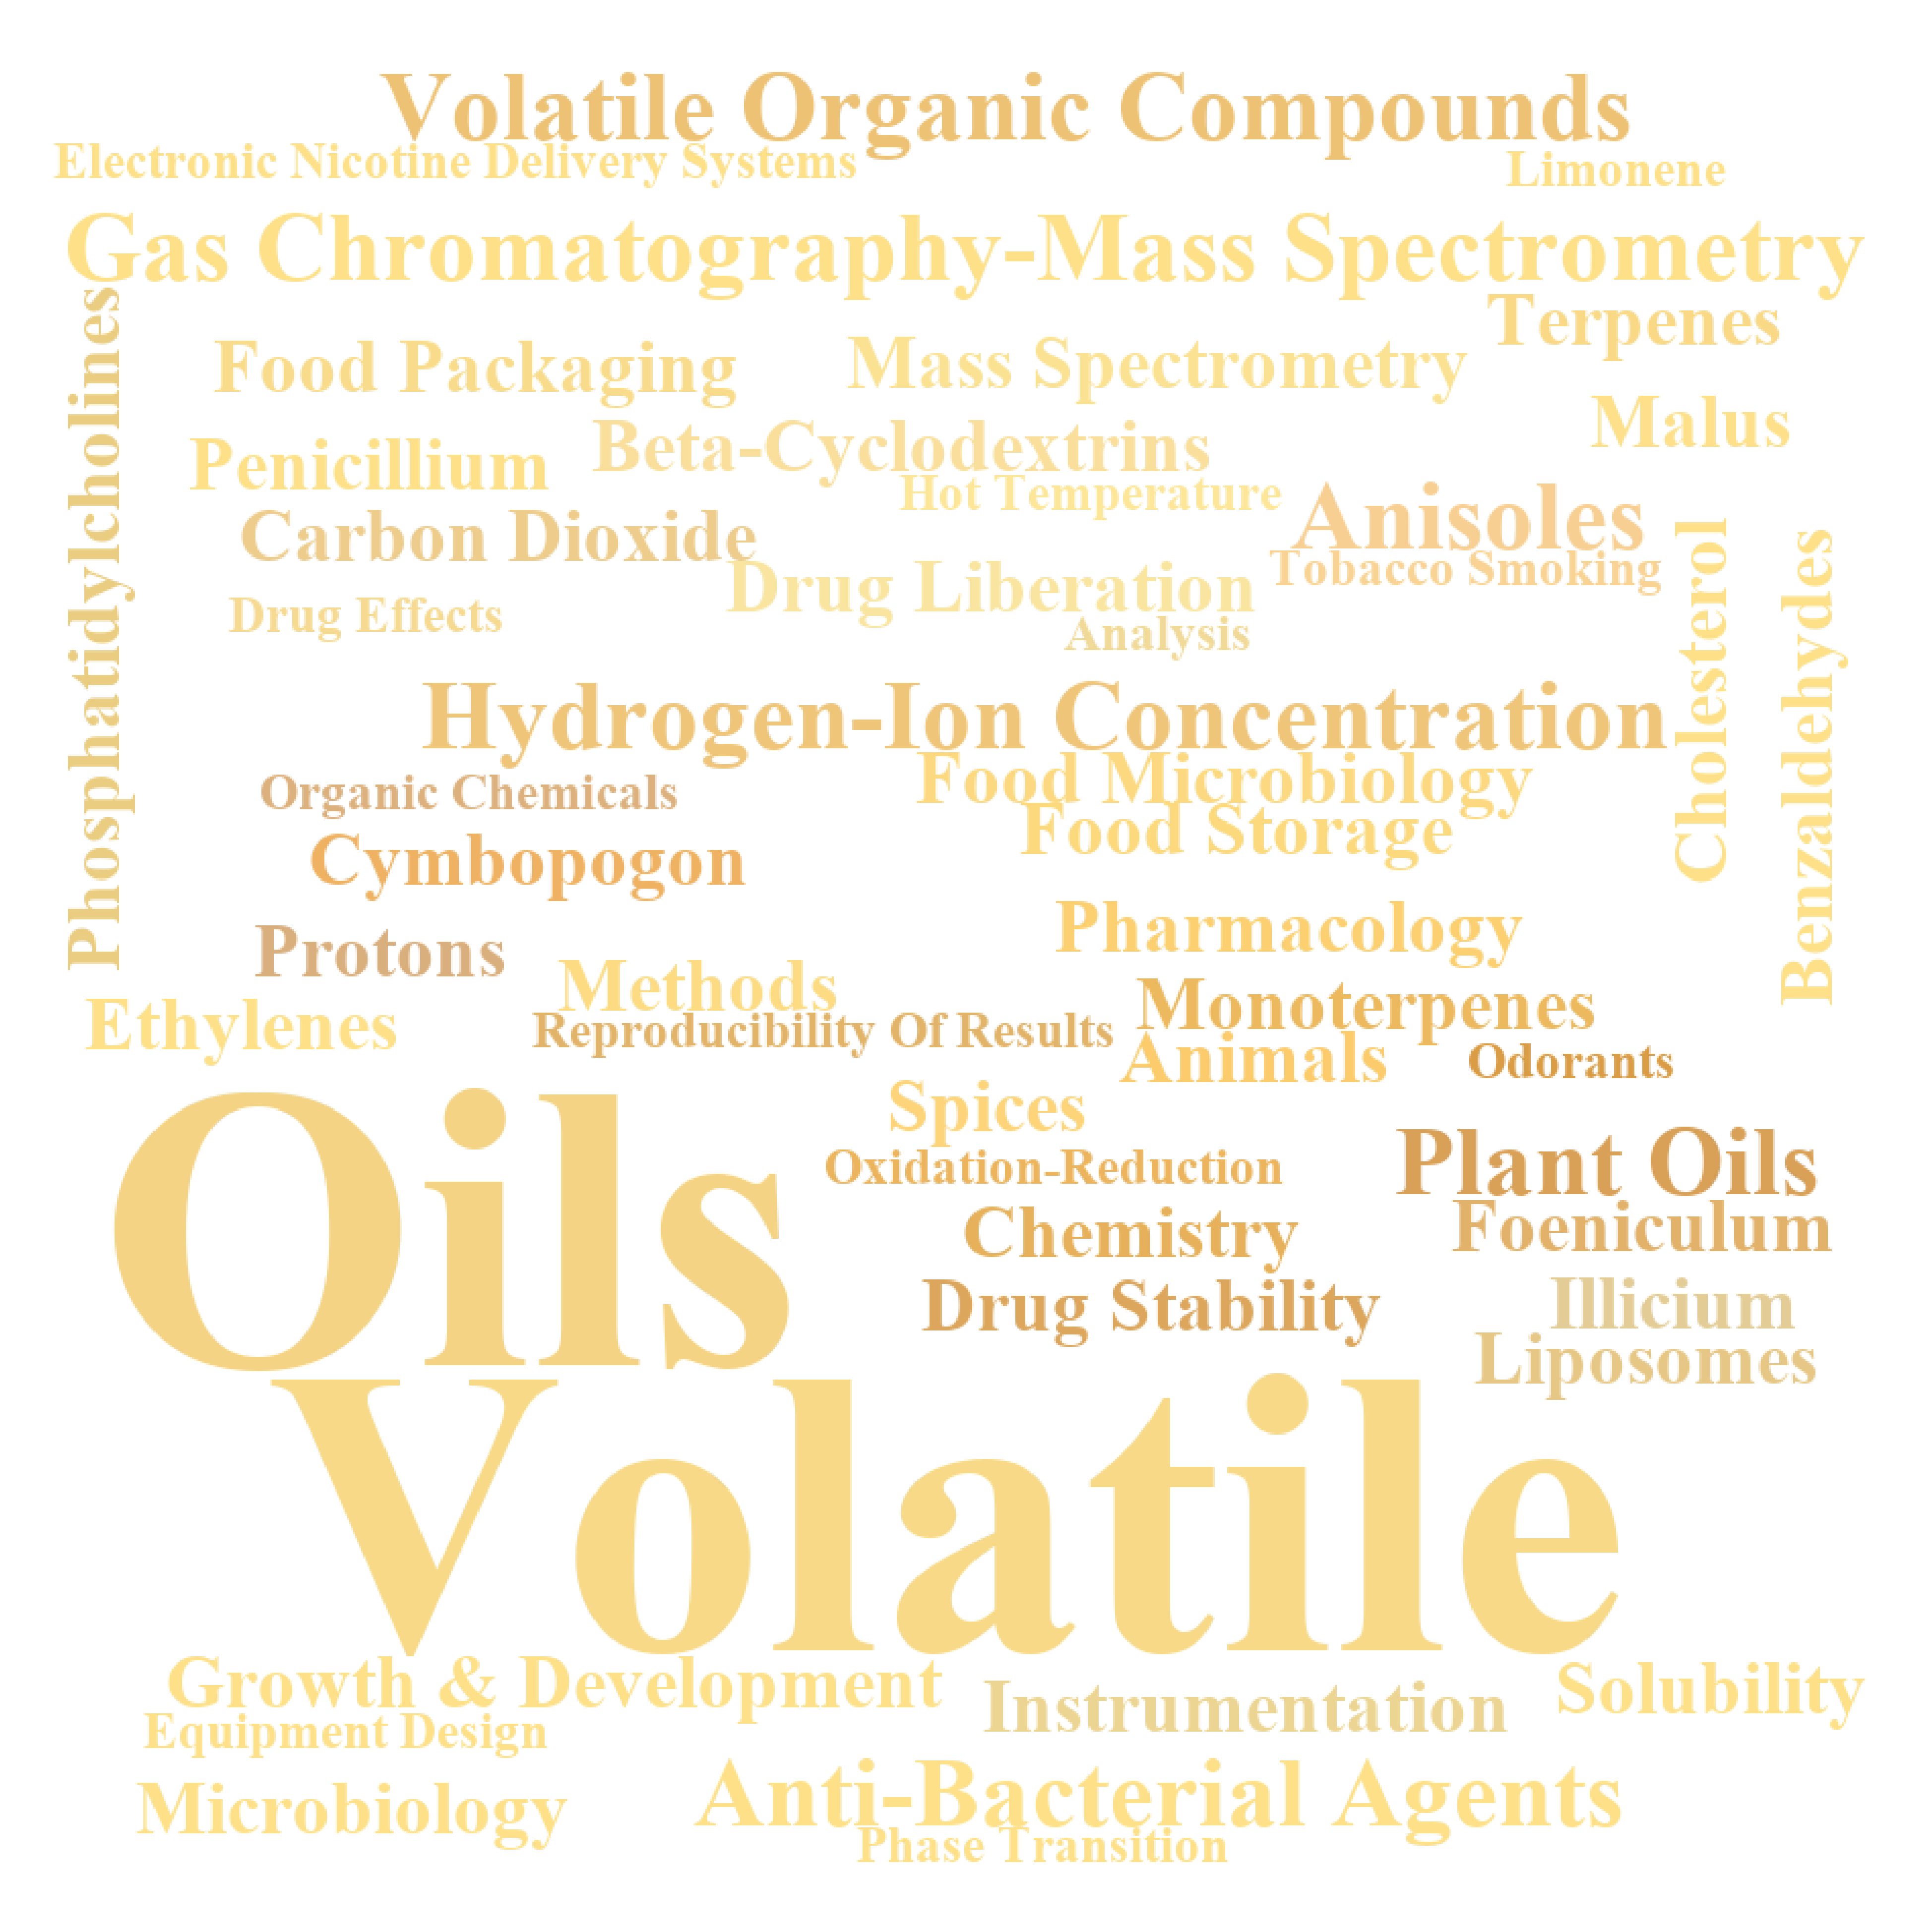 Volatile Organic Compounds
Electronic Nicotine Delivery Systems
Limonene
Gas Chromatography-Mass Spectrometry
Phosphatidylcholines
Terpenes
Food Packaging
Mass Spectrometry
Malus
Penicillium
Beta-Cyclodextrins
Hot Temperature
Carbon Dioxide
Anisoles
Tobacco Smoking
Cholesterol
Benzaldehydes
Drug Liberation
Drug Effects
Analysis
Hydrogen-Ion Concentration
Organic Chemicals
Food Microbiology
Food Storage
Cymbopogon
Pharmacology
Protons
Methods
Monoterpenes
Ethylenes
Reproducibility Of Results
Animals
Odorants
Oils
Spices
Oxidation-Reduction
Plant Oils
Chemistry
Foeniculum
Drug Stability
Illicium
Liposomes
Volatile
Growth & Development
Instrumentation
Solubility
Equipment Design
Microbiology
Anti-Bacterial Agents
Phase Transition